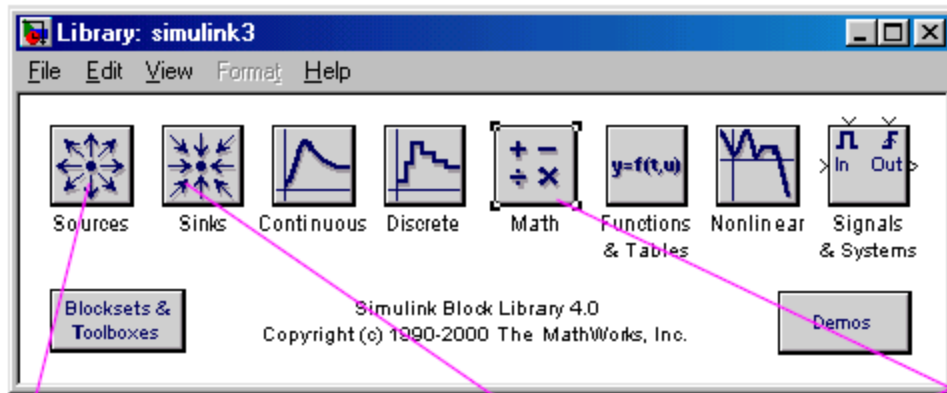 Library: simulink3
File Edit View Format Help
+ −
÷ ×
y=f(t,u)
In Out
Sources Sinks Continuous Discrete Math Functions & Tables Nonlinear Signals & Systems
Blocksets & Toolboxes
Simulink Block Library 4.0
Copyright (c) 1990-2000 The MathWorks, Inc.
Demos